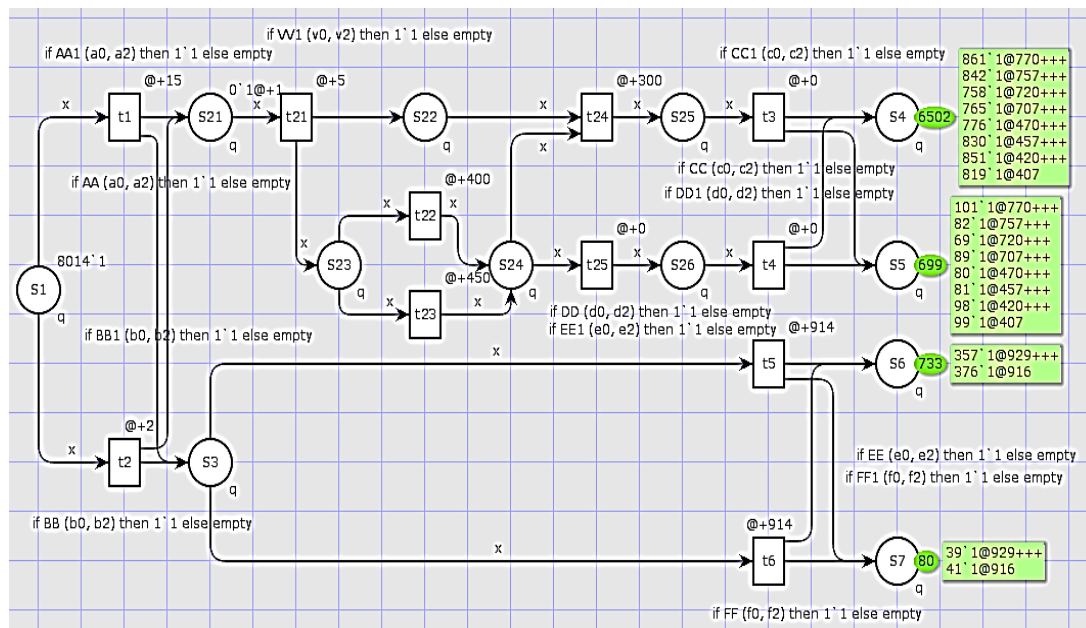 if VV1 (v0, v2) then 1`1 else empty
if AA1 (a0, a2) then 1`1 else empty
if CC1 (c0, c2) then 1`1 else empty
@+15
0`1@+1
@+5
@+300
@+0
x
t1
S21
q
x
t21
S22
q
x
x
t24
x
S25
q
x
t3
S4
6502
q
861`1@770+++
842`1@757+++
758`1@720+++
765`1@707+++
776`1@470+++
830`1@457+++
851`1@420+++
819`1@407
if AA (a0, a2) then 1`1 else empty
if CC (c0, c2) then 1`1 else empty
if DD1 (d0, d2) then 1`1 else empty
@+400
x
t22
x
@+0
@+0
8014`1
S1
q
x
S23
q
S24
q
x
t25
x
S26
q
x
t4
S5
699
q
101`1@770+++
82`1@757+++
69`1@720+++
89`1@707+++
80`1@470+++
81`1@457+++
98`1@420+++
99`1@407
@+450
x
t23
x
if DD (d0, d2) then 1`1 else empty
if EE1 (e0, e2) then 1`1 else empty
if BB1 (b0, b2) then 1`1 else empty
@+914
x
t5
S6
733
q
357`1@929+++
376`1@916
@+2
x
t2
S3
q
if EE (e0, e2) then 1`1 else empty
if FF1 (f0, f2) then 1`1 else empty
if BB (b0, b2) then 1`1 else empty
@+914
x
t6
S7
80
q
39`1@929+++
41`1@916
if FF (f0, f2) then 1`1 else empty